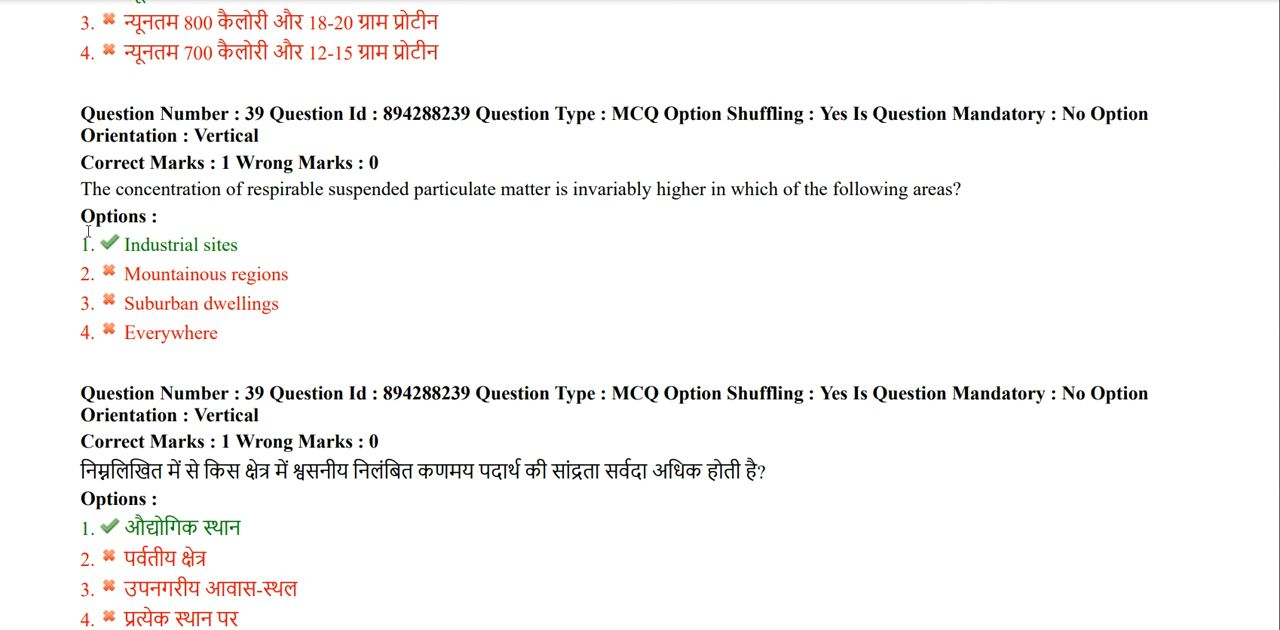 3. न्यूनतम 800 कैलोरी और 18-20 ग्राम प्रोटीन
4. न्यूनतम 700 कैलोरी और 12-15 ग्राम प्रोटीन
Question Number : 39 Question Id : 894288239 Question Type : MCQ Option Shuffling : Yes Is Question Mandatory : No Option
Orientation : Vertical
Correct Marks : 1 Wrong Marks : 0
The concentration of respirable suspended particulate matter is invariably higher in which of the following areas?
Options :
1. ✔ Industrial sites
2. ✖ Mountainous regions
3. ✖ Suburban dwellings
4. ✖ Everywhere
Question Number : 39 Question Id : 894288239 Question Type : MCQ Option Shuffling : Yes Is Question Mandatory : No Option
Orientation : Vertical
Correct Marks : 1 Wrong Marks : 0
निम्नलिखित में से किस क्षेत्र में श्वसनीय निलंबित कणमय पदार्थ की सांद्रता सर्वदा अधिक होती है?
Options :
1. ✔ औद्योगिक स्थान
2. ✖ पर्वतीय क्षेत्र
3. ✖ उपनगरीय आवास-स्थल
4. ✖ प्रत्येक स्थान पर